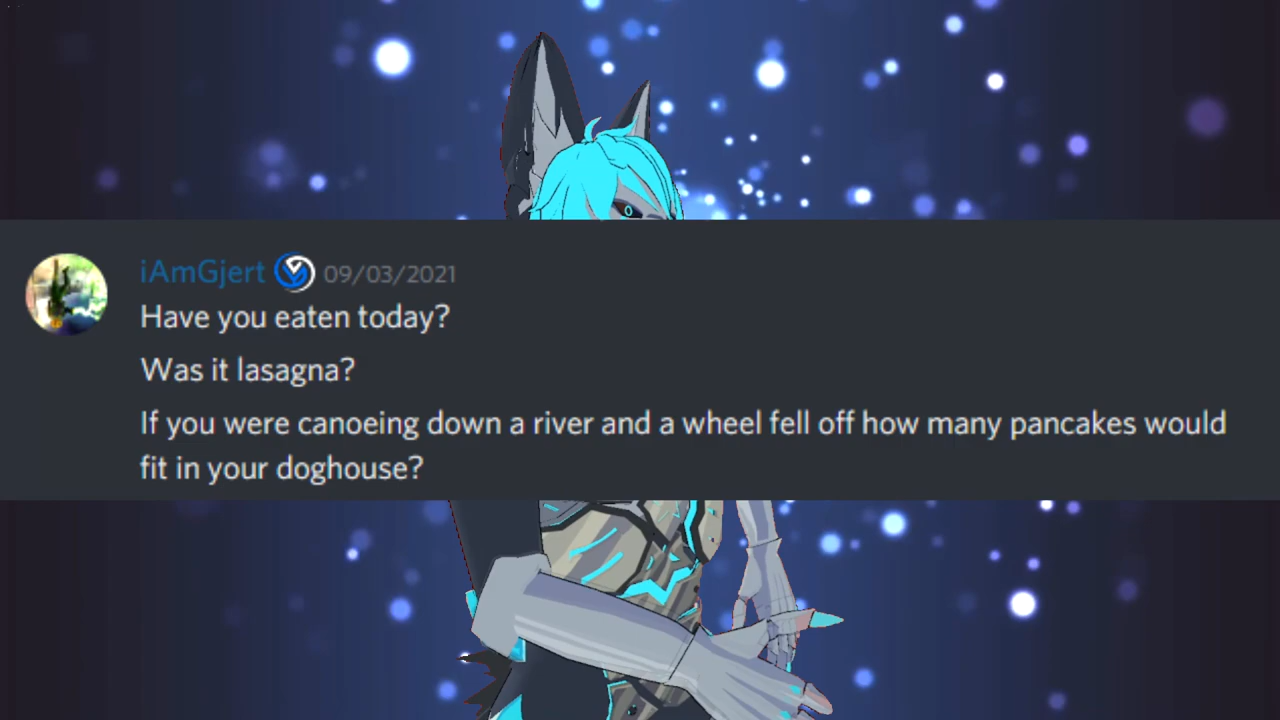 iAmGjert 09/03/2021
Have you eaten today?
Was it lasagna?
If you were canoeing down a river and a wheel fell off how many pancakes would
fit in your doghouse?